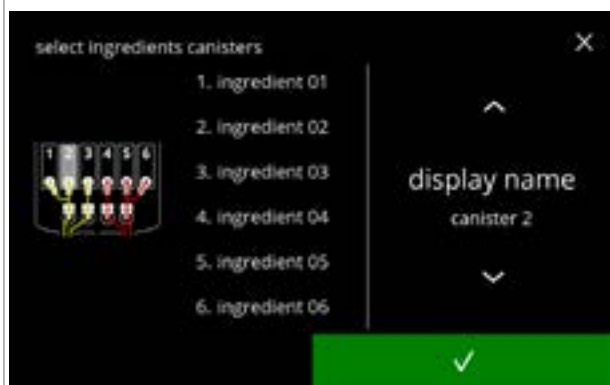 select ingredients canisters
1. ingredient 01
2. ingredient 02
3. ingredient 03
4. ingredient 04
5. ingredient 05
6. ingredient 06
1 2 3 4 5 6
display name
canister 2